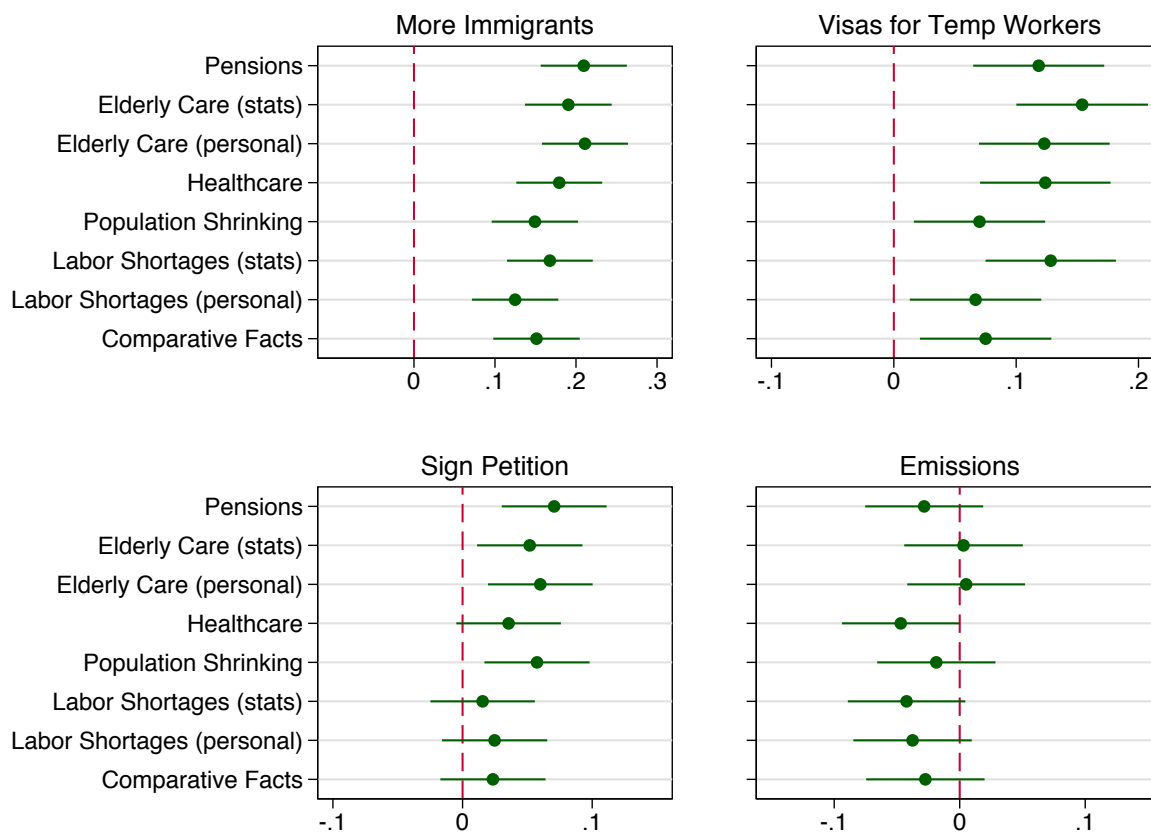 More Immigrants
Pensions
Elderly Care (stats)
Elderly Care (personal)
Healthcare
Population Shrinking
Labor Shortages (stats)
Labor Shortages (personal)
Comparative Facts
0 .1 .2 .3
Visas for Temp Workers
-.1 0 .1 .2
Sign Petition
Pensions
Elderly Care (stats)
Elderly Care (personal)
Healthcare
Population Shrinking
Labor Shortages (stats)
Labor Shortages (personal)
Comparative Facts
-.1 0 .1
Emissions
-.1 0 .1